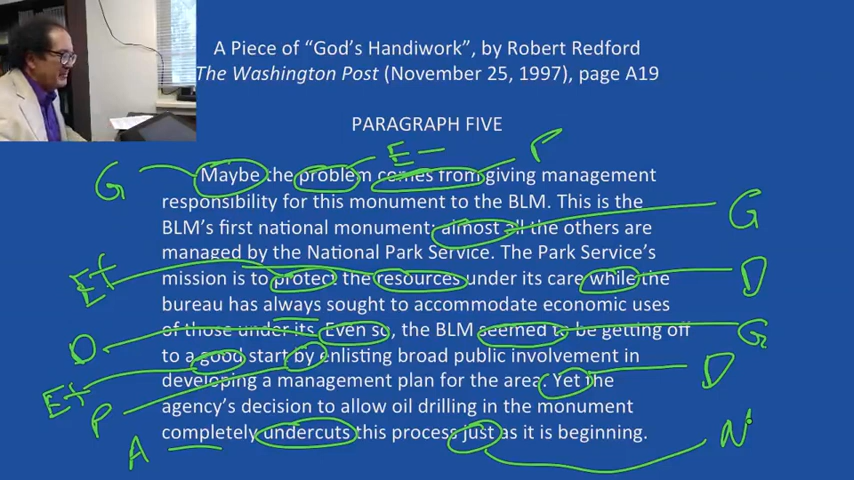 A Piece of “God’s Handiwork”, by Robert Redford
The Washington Post (November 25, 1997), page A19
PARAGRAPH FIVE
E- P
G Maybe the problem comes from giving management
responsibility for this monument to the BLM. This is the
BLM’s first national monument; almost all the others are G
managed by the National Park Service. The Park Service’s
E+ mission is to protect the resources under its care while the D
bureau has always sought to accommodate economic uses
D of those under its. Even so, the BLM seemed to be getting off G
to a good start by enlisting broad public involvement in
E+ developing a management plan for the area. Yet the D
P agency’s decision to allow oil drilling in the monument
A completely undercuts this process just as it is beginning. N